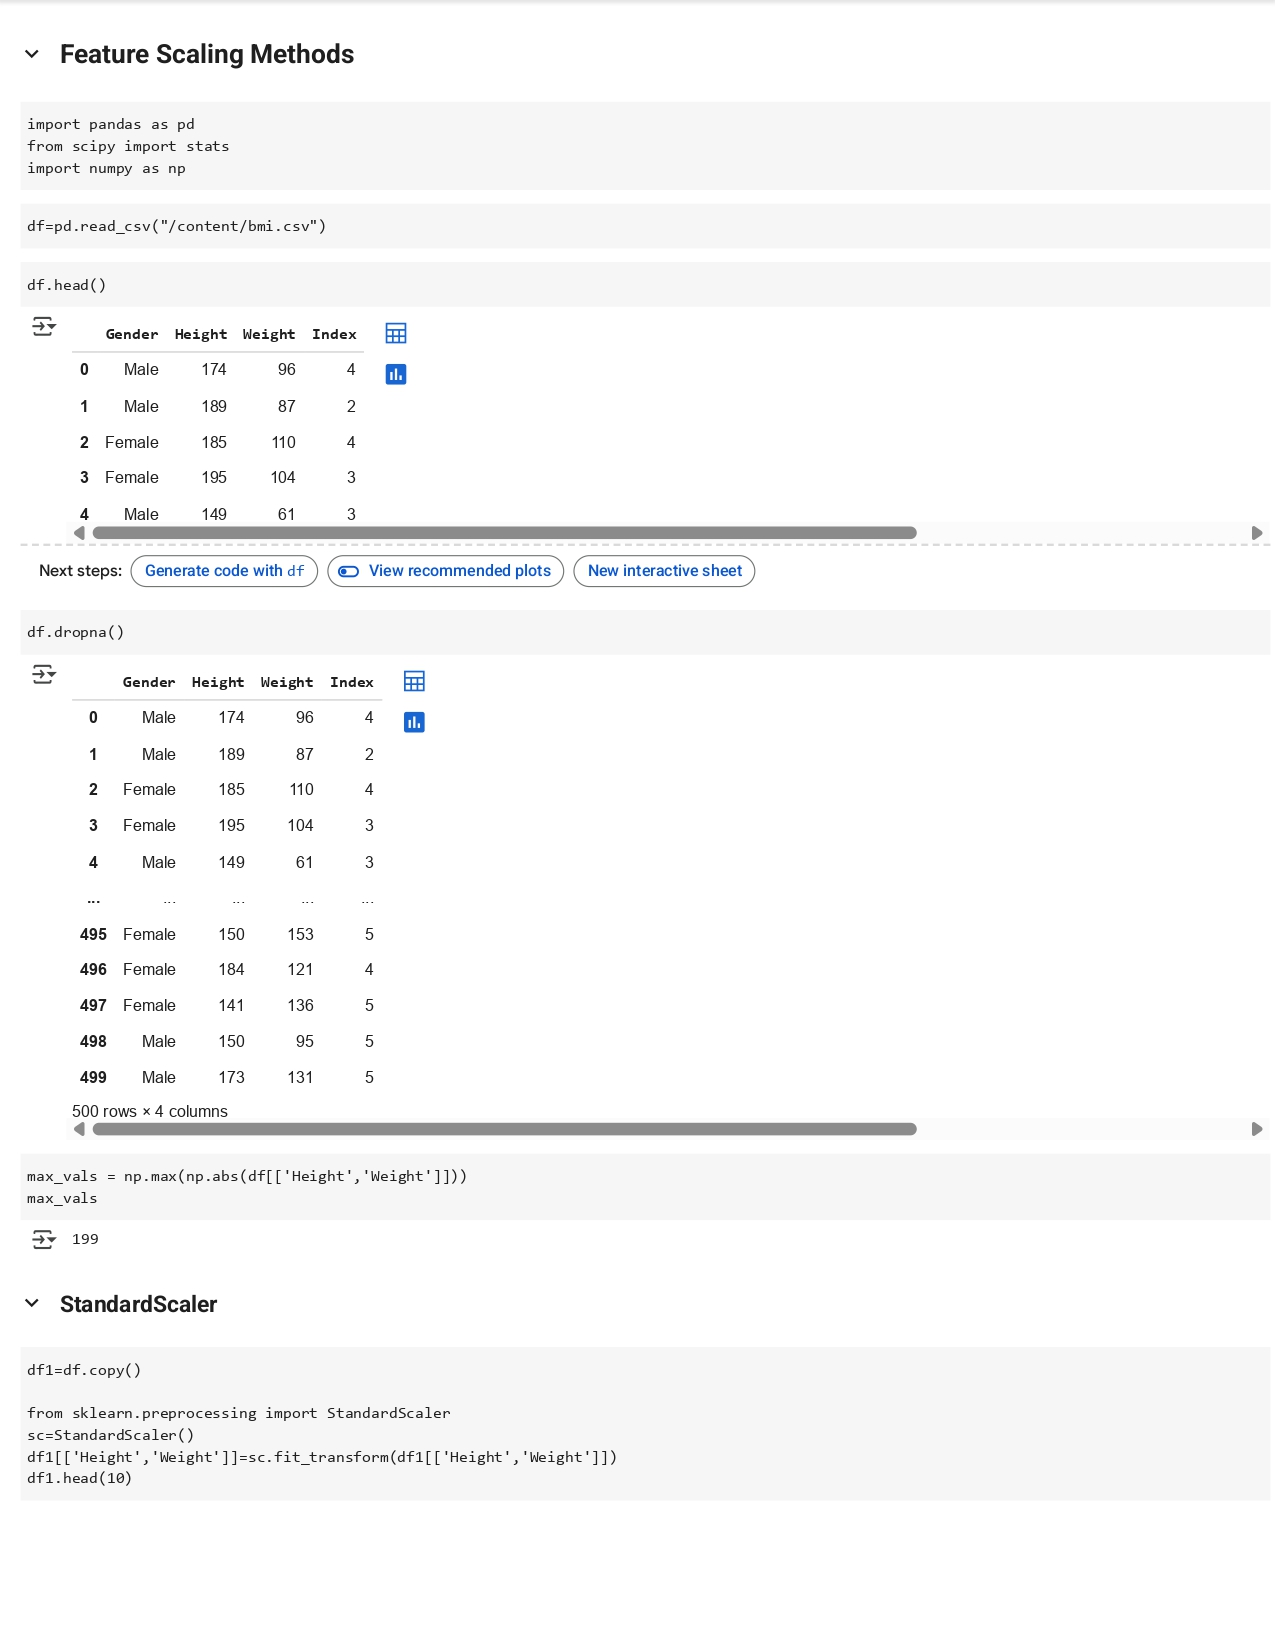 Feature Scaling Methods
import pandas as pd
from scipy import stats
import numpy as np
df=pd.read_csv("/content/bmi.csv")
df.head()
Gender Height Weight Index
0 Male 174 96 4
1 Male 189 87 2
2 Female 185 110 4
3 Female 195 104 3
4 Male 149 61 3
Next steps: Generate code with df View recommended plots New interactive sheet
df.dropna()
Gender Height Weight Index
0 Male 174 96 4
1 Male 189 87 2
2 Female 185 110 4
3 Female 195 104 3
4 Male 149 61 3
... ... ... ... ...
495 Female 150 153 5
496 Female 184 121 4
497 Female 141 136 5
498 Male 150 95 5
499 Male 173 131 5
500 rows × 4 columns
max_vals = np.max(np.abs(df[['Height','Weight']]))
max_vals
199
StandardScaler
df1=df.copy()
from sklearn.preprocessing import StandardScaler
sc=StandardScaler()
df1[['Height','Weight']]=sc.fit_transform(df1[['Height','Weight']])
df1.head(10)